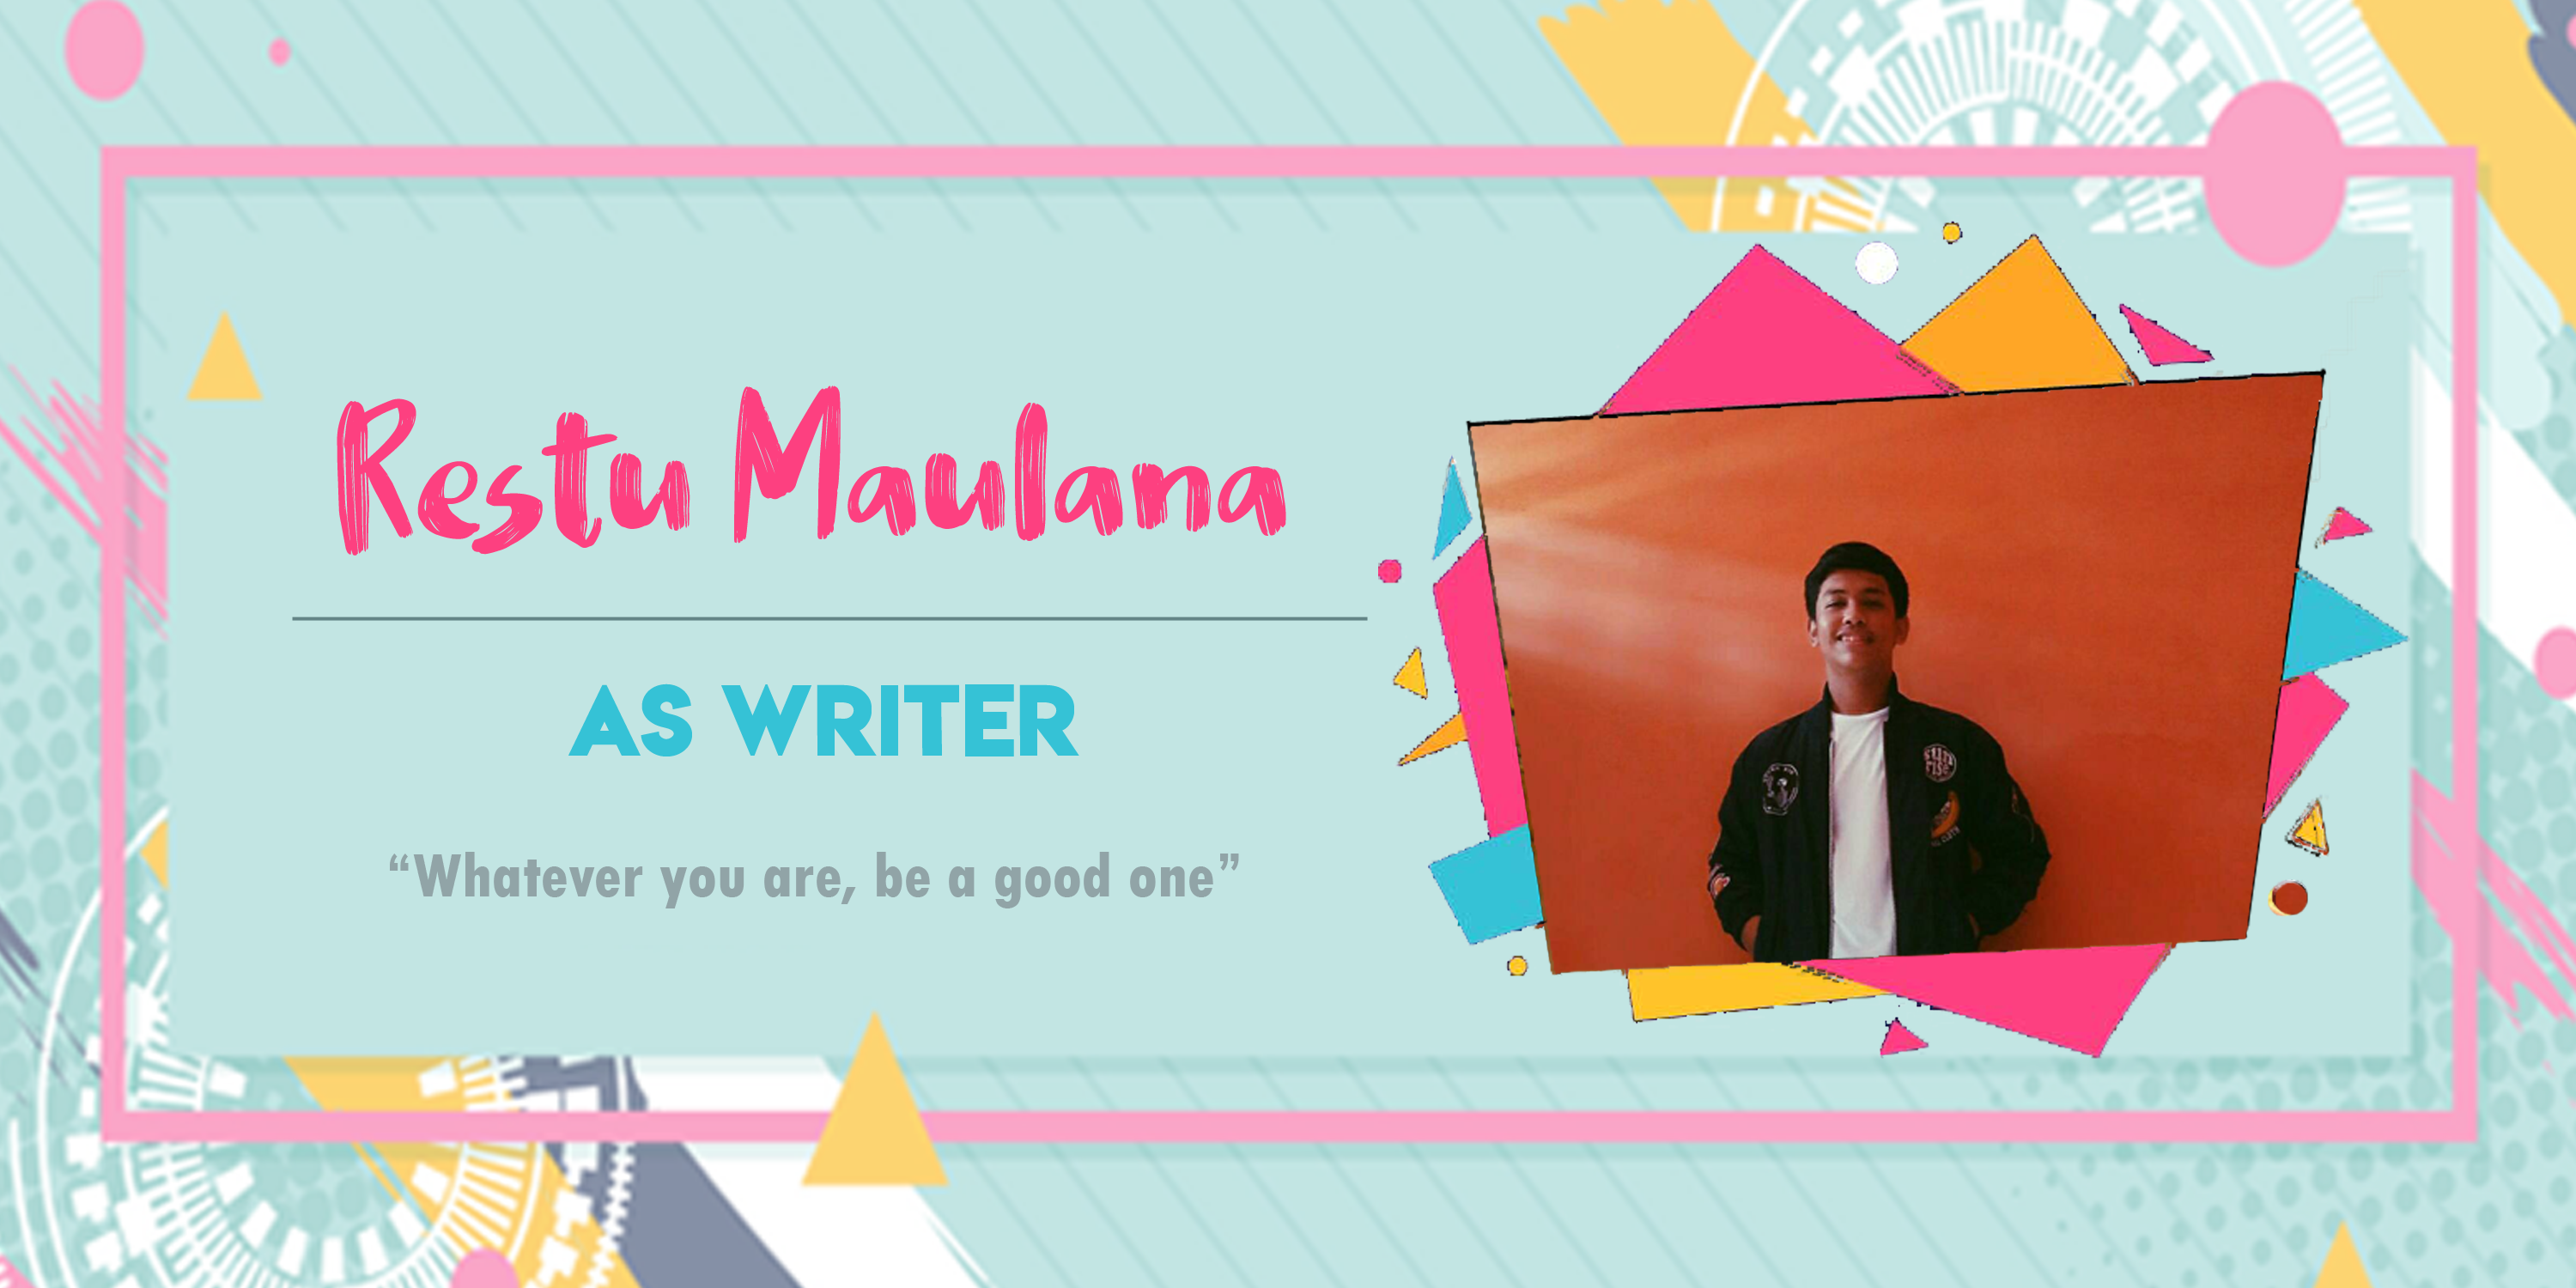 Restu Maulana
AS WRITER
“Whatever you are, be a good one”